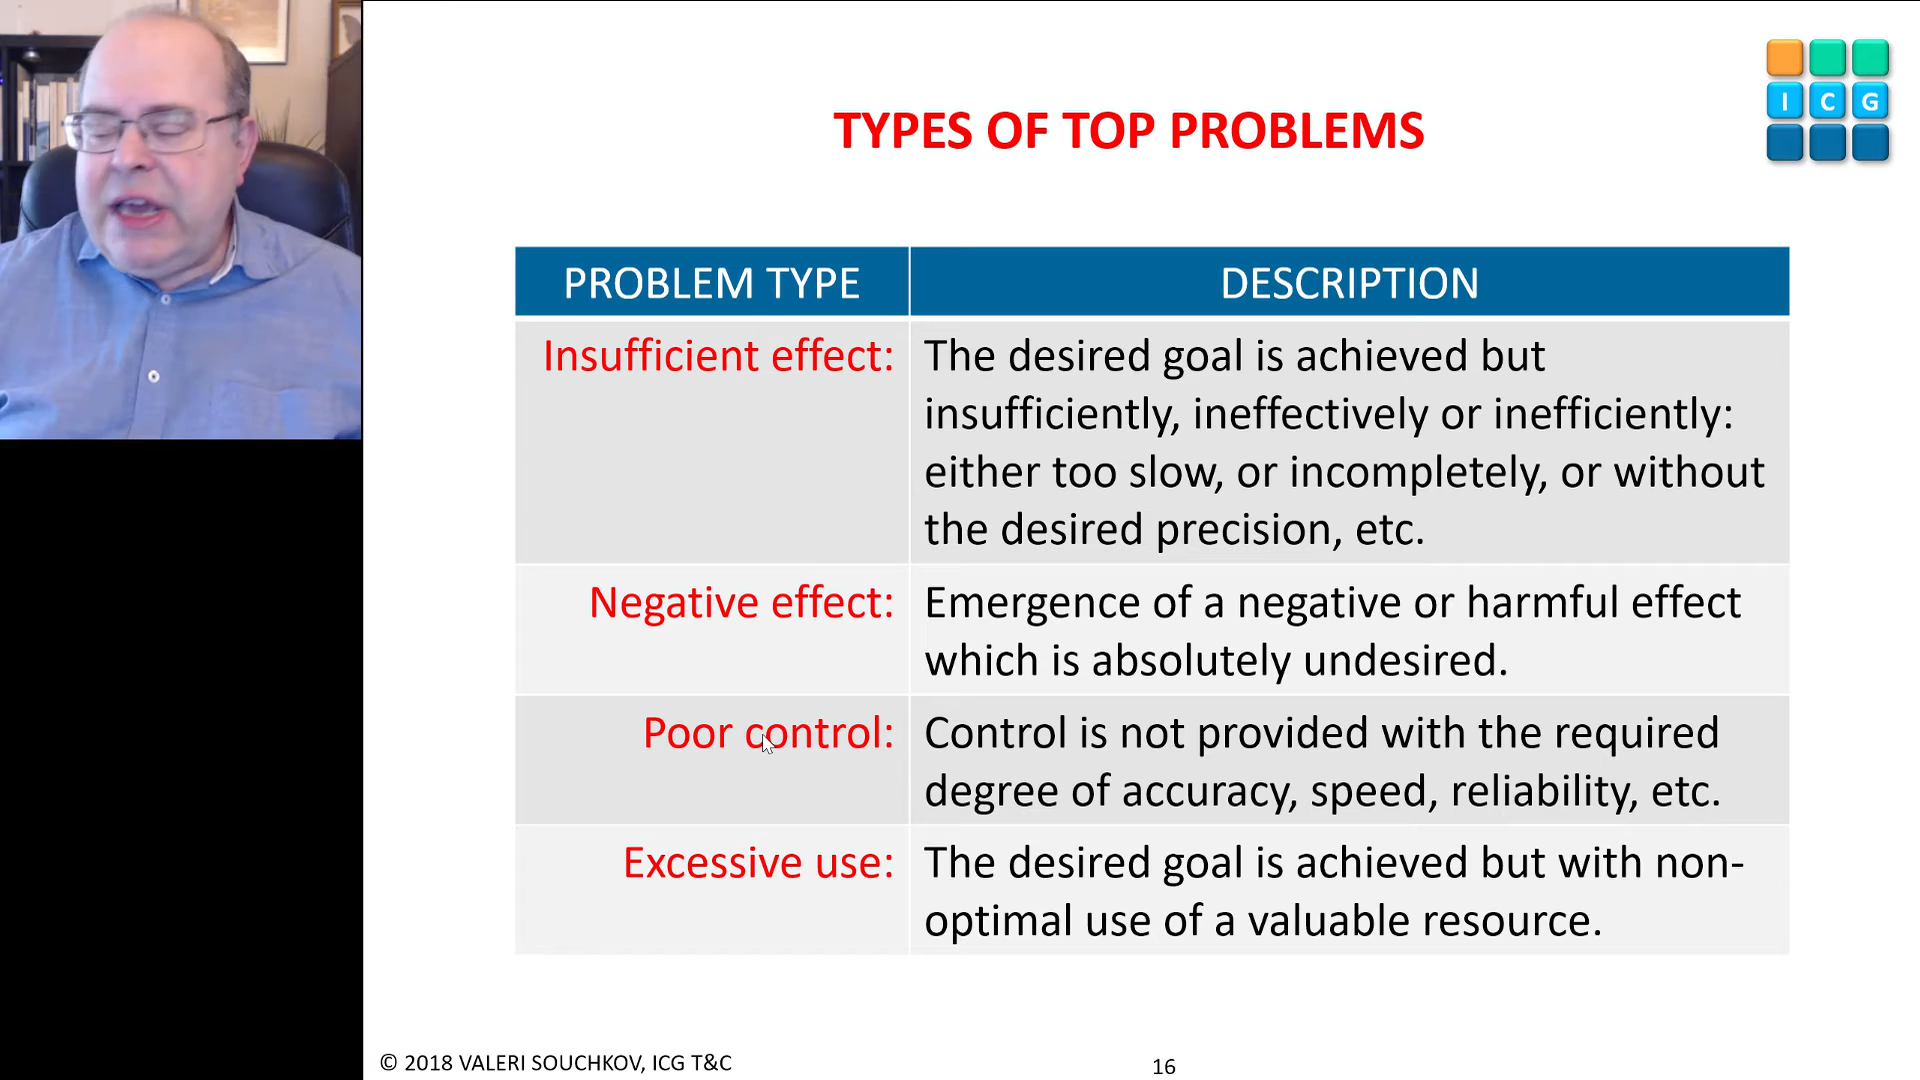 TYPES OF TOP PROBLEMS
I C G
PROBLEM TYPE
DESCRIPTION
Insufficient effect:
The desired goal is achieved but
insufficiently, ineffectively or inefficiently:
either too slow, or incompletely, or without
the desired precision, etc.
Negative effect:
Emergence of a negative or harmful effect
which is absolutely undesired.
Poor control:
Control is not provided with the required
degree of accuracy, speed, reliability, etc.
Excessive use:
The desired goal is achieved but with non-
optimal use of a valuable resource.
© 2018 VALERI SOUCHKOV, ICG T&C
16